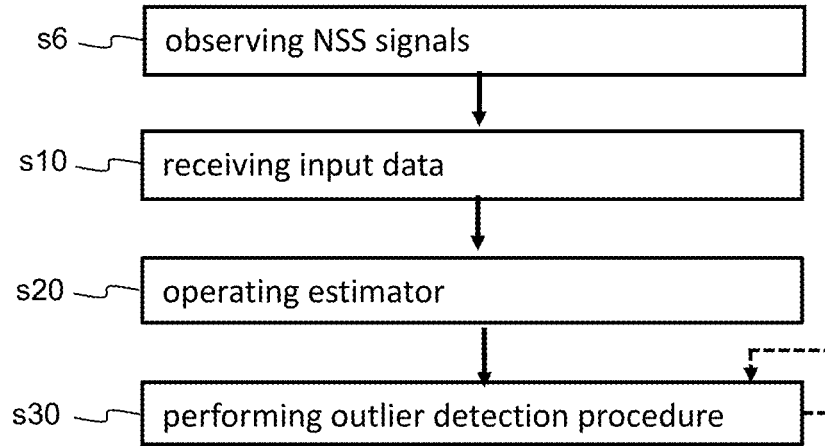 s6 observing NSS signals
s10 receiving input data
s20 operating estimator
s30 performing outlier detection procedure